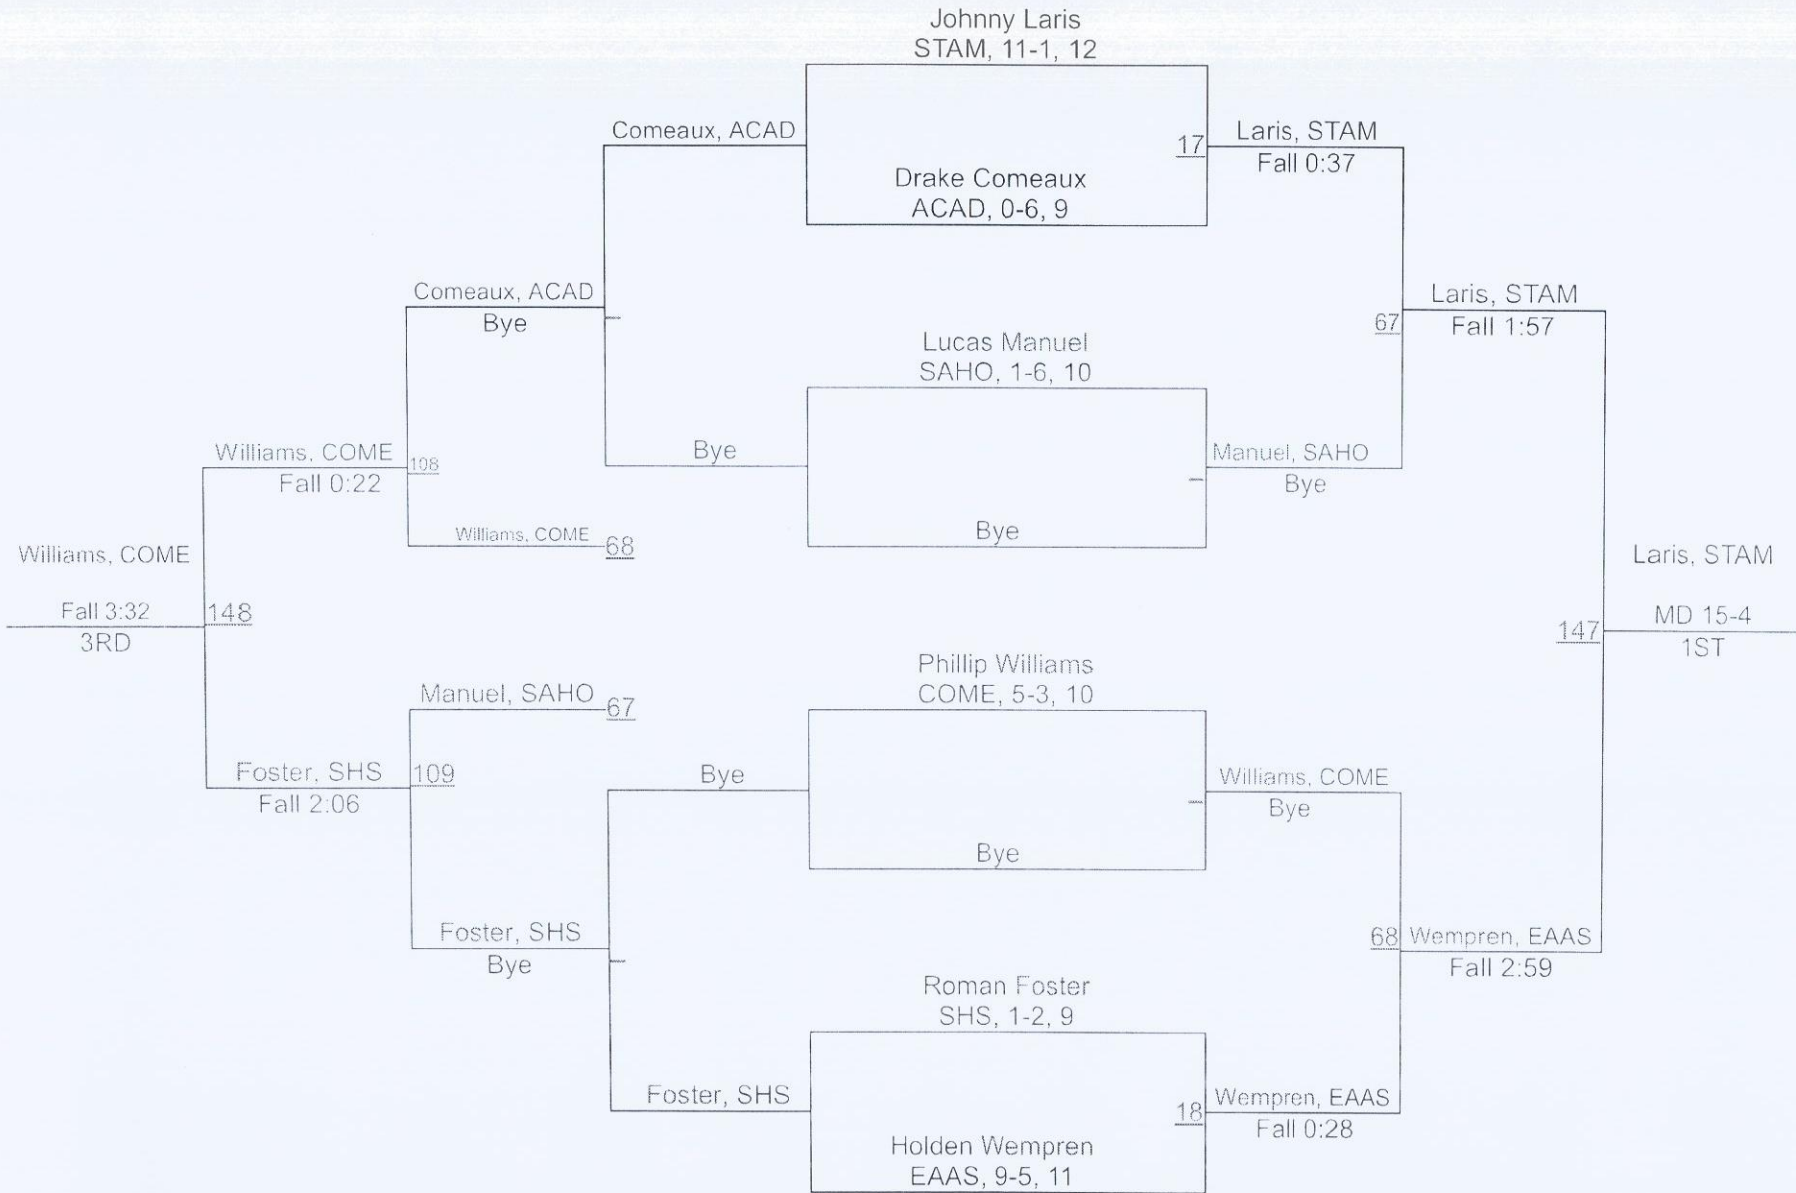 Johnny Laris
STAM, 11-1, 12
Comeaux, ACAD
17
Laris, STAM
Fall 0:37
Drake Comeaux
ACAD, 0-6, 9
Comeaux, ACAD
Bye
Laris, STAM
67
Fall 1:57
Lucas Manuel
SAHO, 1-6, 10
Williams, COME
108
Fall 0:22
Bye
Manuel, SAHO
Bye
Williams, COME
68
Bye
Williams, COME
Fall 3:32
148
3RD
Laris, STAM
147
MD 15-4
1ST
Phillip Williams
COME, 5-3, 10
Manuel, SAHO
67
Foster, SHS
109
Fall 2:06
Bye
Williams, COME
Bye
Bye
Foster, SHS
Bye
68
Wempren, EAAS
Fall 2:59
Roman Foster
SHS, 1-2, 9
Foster, SHS
18
Wempren, EAAS
Fall 0:28
Holden Wempren
EAAS, 9-5, 11